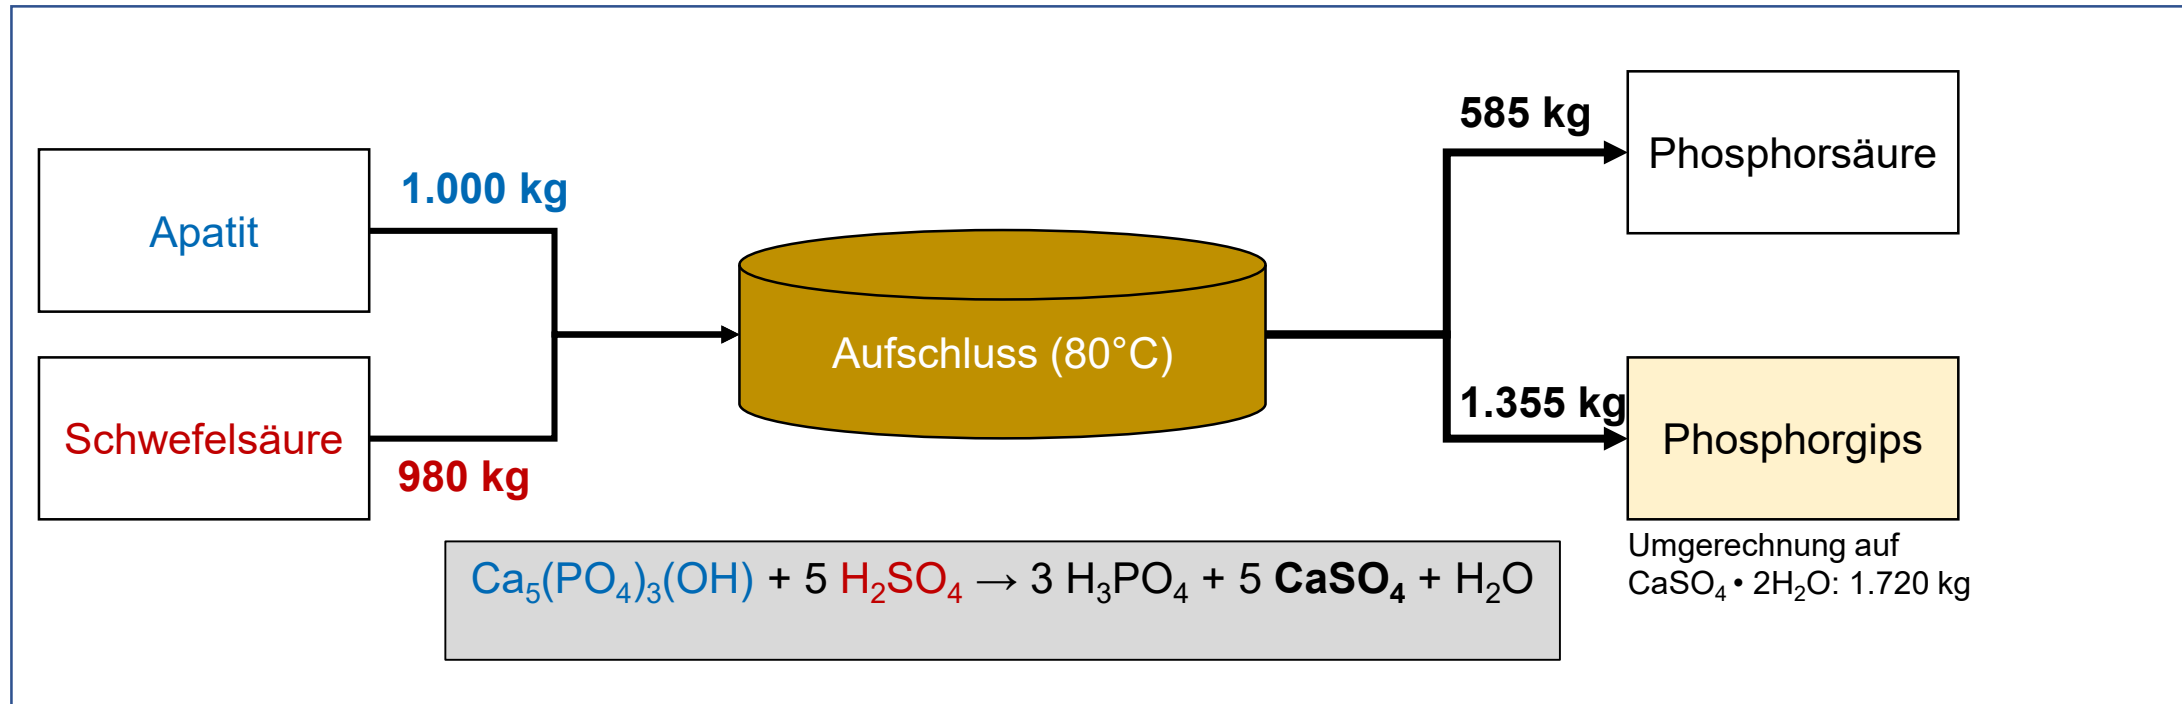 Apatit
1.000 kg
Schwefelsäure
980 kg
Aufschluss (80°C)
585 kg
Phosphorsäure
1.355 kg
Phosphorgips
Umgerechnung auf
CaSO₄ • 2H₂O: 1.720 kg
Ca₅(PO₄)₃(OH) + 5 H₂SO₄ → 3 H₃PO₄ + 5 CaSO₄ + H₂O